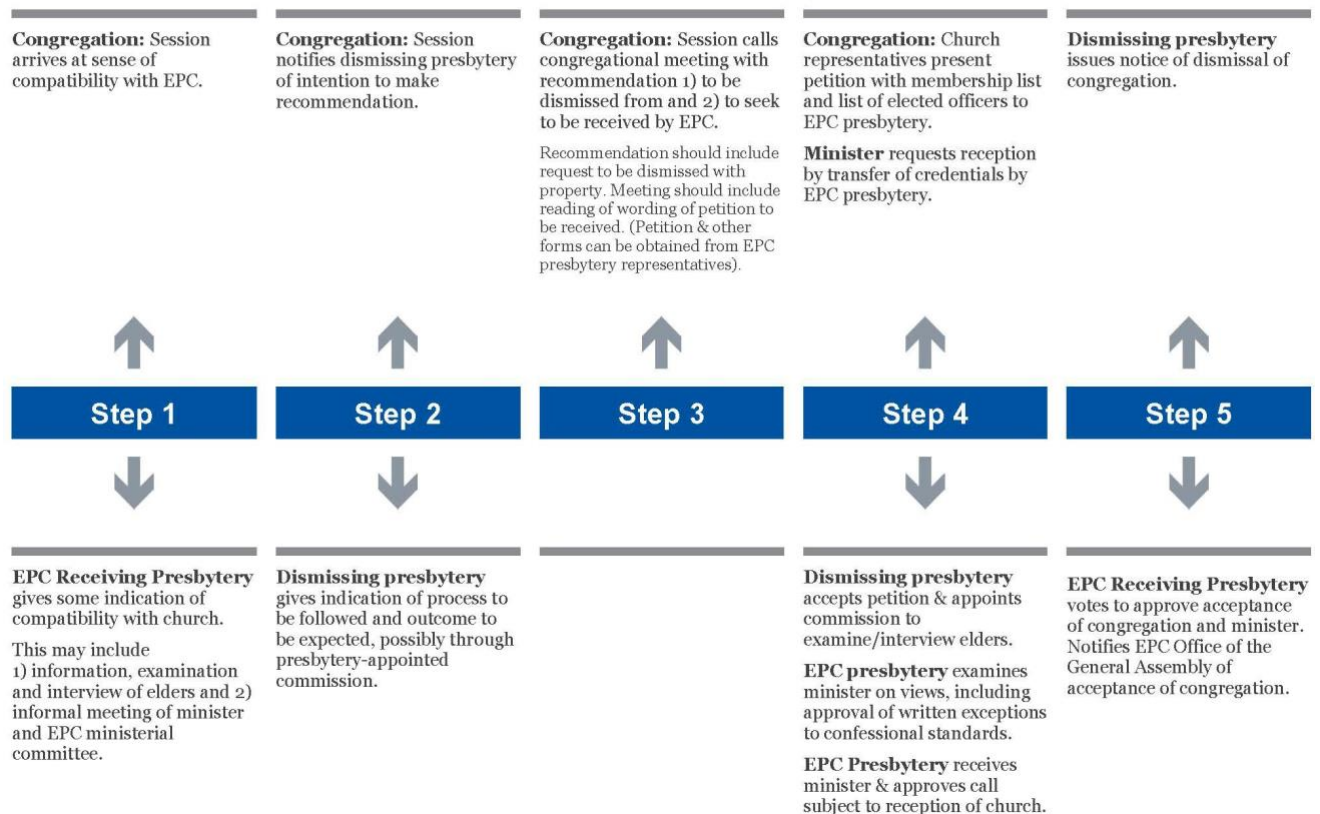 Congregation: Session
arrives at sense of
compatibility with EPC.
Congregation: Session
notifies dismissing presbytery
of intention to make
recommendation.
Congregation: Session calls
congregational meeting with
recommendation 1) to be
dismissed from and 2) to seek
to be received by EPC.
Recommendation should include
request to be dismissed with
property. Meeting should include
reading of wording of petition to
be received. (Petition & other
forms can be obtained from EPC
presbytery representatives).
Congregation: Church
representatives present
petition with membership list
and list of elected officers to
EPC presbytery.
Minister requests reception
by transfer of credentials by
EPC presbytery.
Dismissing presbytery
issues notice of dismissal of
congregation.
Step 1
Step 2
Step 3
Step 4
Step 5
EPC Receiving Presbytery
gives some indication of
compatibility with church.
This may include
1) information, examination
and interview of elders and 2)
informal meeting of minister
and EPC ministerial
committee.
Dismissing presbytery
gives indication of process to
be followed and outcome to
be expected, possibly through
presbytery-appointed
commission.
Dismissing presbytery
accepts petition & appoints
commission to
examine/interview elders.
EPC presbytery examines
minister on views, including
approval of written exceptions
to confessional standards.
EPC Presbytery receives
minister & approves call
subject to reception of church.
EPC Receiving Presbytery
votes to approve acceptance
of congregation and minister.
Notifies EPC Office of the
General Assembly of
acceptance of congregation.